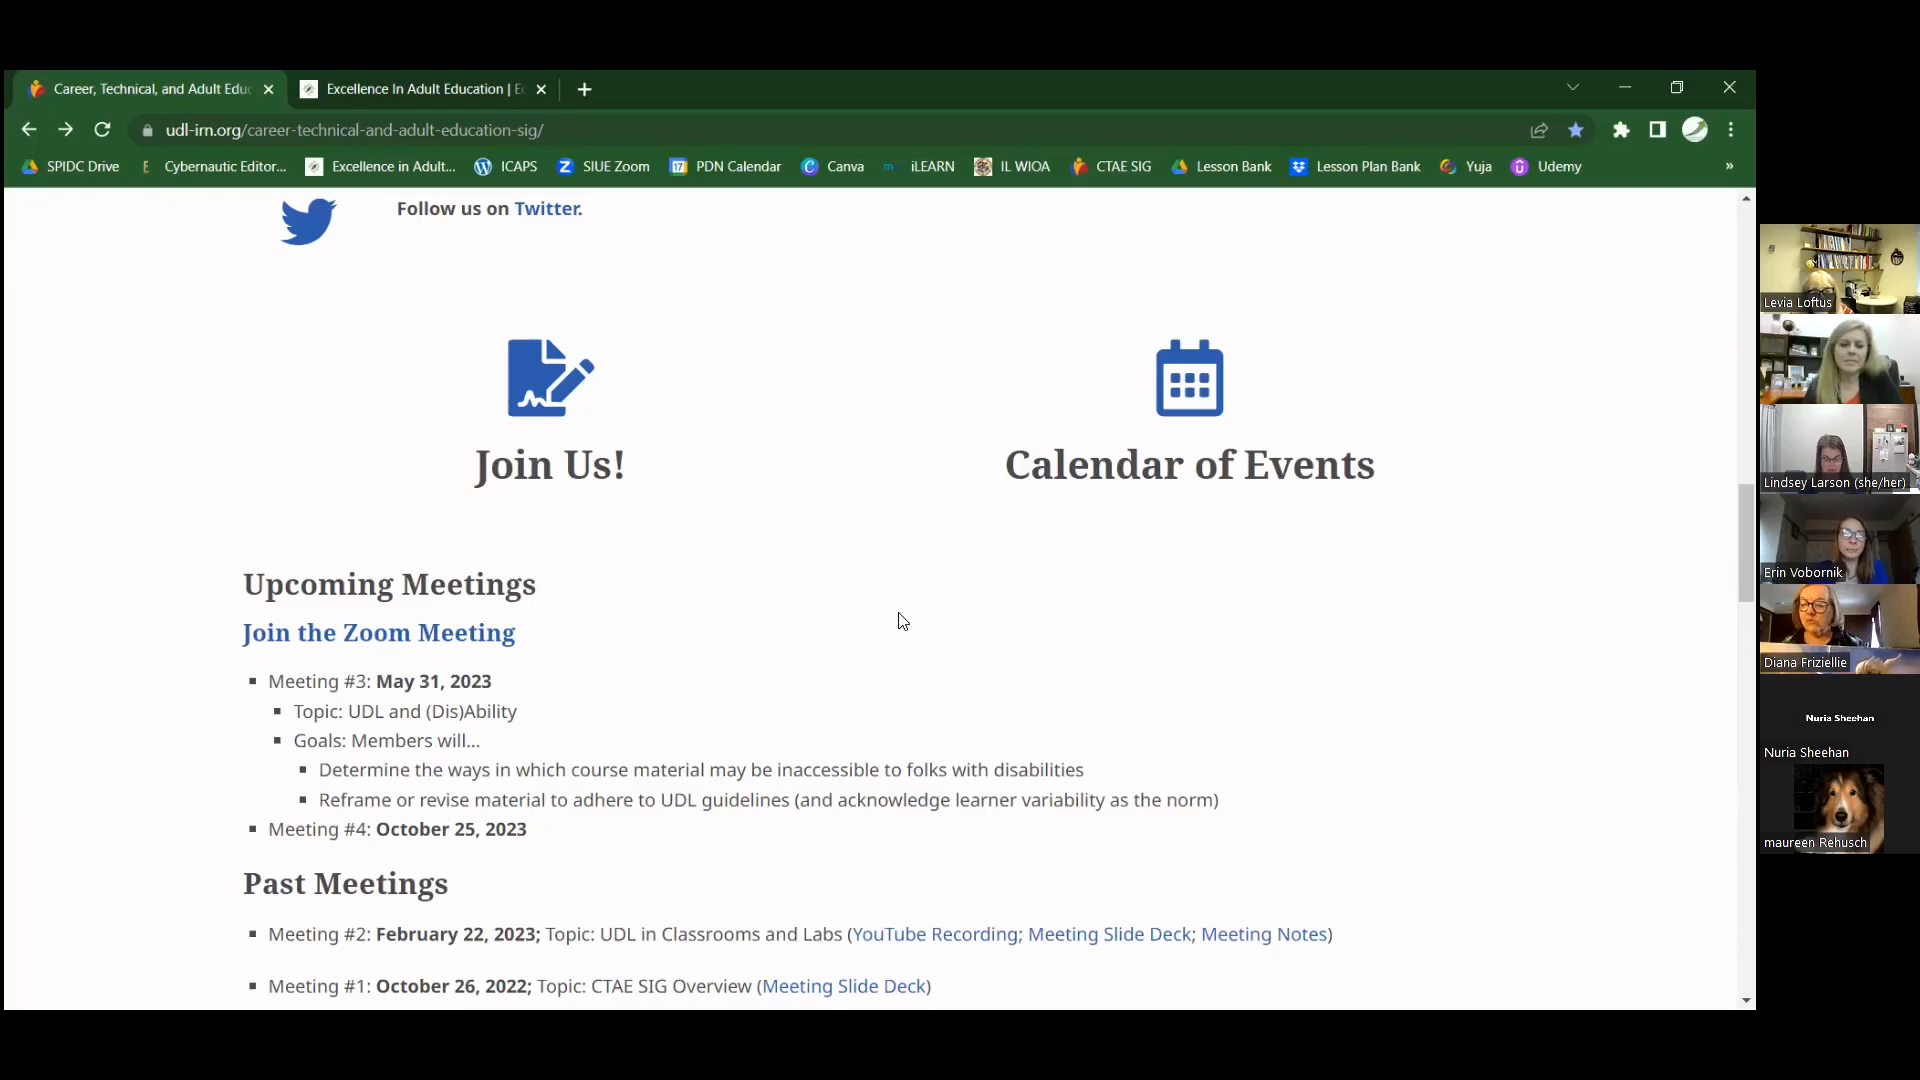 Career, Technical, and Adult Educ
Excellence In Adult Education | E
udl-irn.org/career-technical-and-adult-education-sig/
SPIDC Drive
Cybernautic Editor...
Excellence in Adult...
ICAPS
SIUE Zoom
17
PDN Calendar
Canva
iLEARN
IL WIOA
CTAE SIG
Lesson Bank
Lesson Plan Bank
Yuja
Udemy
»
Follow us on Twitter.
Join Us!
Calendar of Events
Upcoming Meetings
Join the Zoom Meeting
Meeting #3: May 31, 2023
Topic: UDL and (Dis)Ability
Goals: Members will...
Determine the ways in which course material may be inaccessible to folks with disabilities
Reframe or revise material to adhere to UDL guidelines (and acknowledge learner variability as the norm)
Meeting #4: October 25, 2023
Past Meetings
Meeting #2: February 22, 2023; Topic: UDL in Classrooms and Labs (YouTube Recording; Meeting Slide Deck; Meeting Notes)
Meeting #1: October 26, 2022; Topic: CTAE SIG Overview (Meeting Slide Deck)
Levia Loftus
Lindsey Larson (she/her)
Erin Vobornik
Diana Friziellie
Nuria Sheehan
Nuria Sheehan
maureen Rehusch